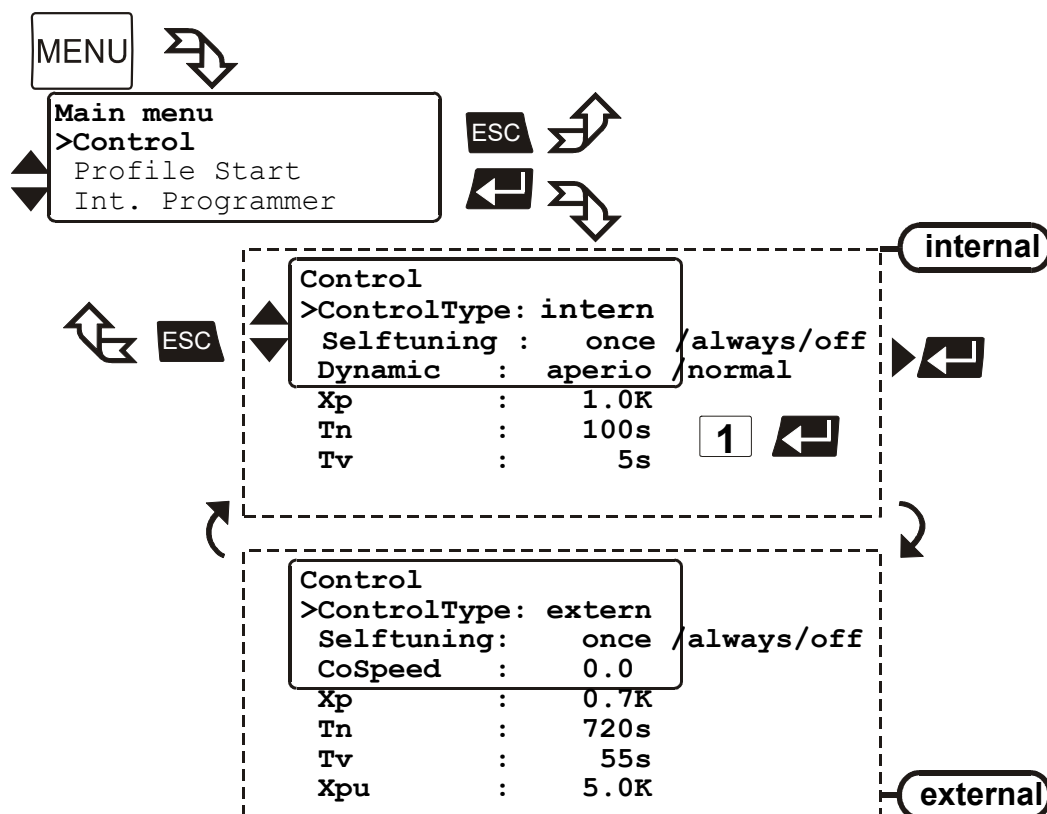 MENU
Main menu
>Control
Profile Start
Int. Programmer
ESC
internal
Control
>ControlType: intern
Selftuning : once /always/off
Dynamic : aperio /normal
Xp : 1.0K
Tn : 100s
Tv : 5s
ESC
1
Control
>ControlType: extern
Selftuning: once /always/off
CoSpeed : 0.0
Xp : 0.7K
Tn : 720s
Tv : 55s
Xpu : 5.0K
external